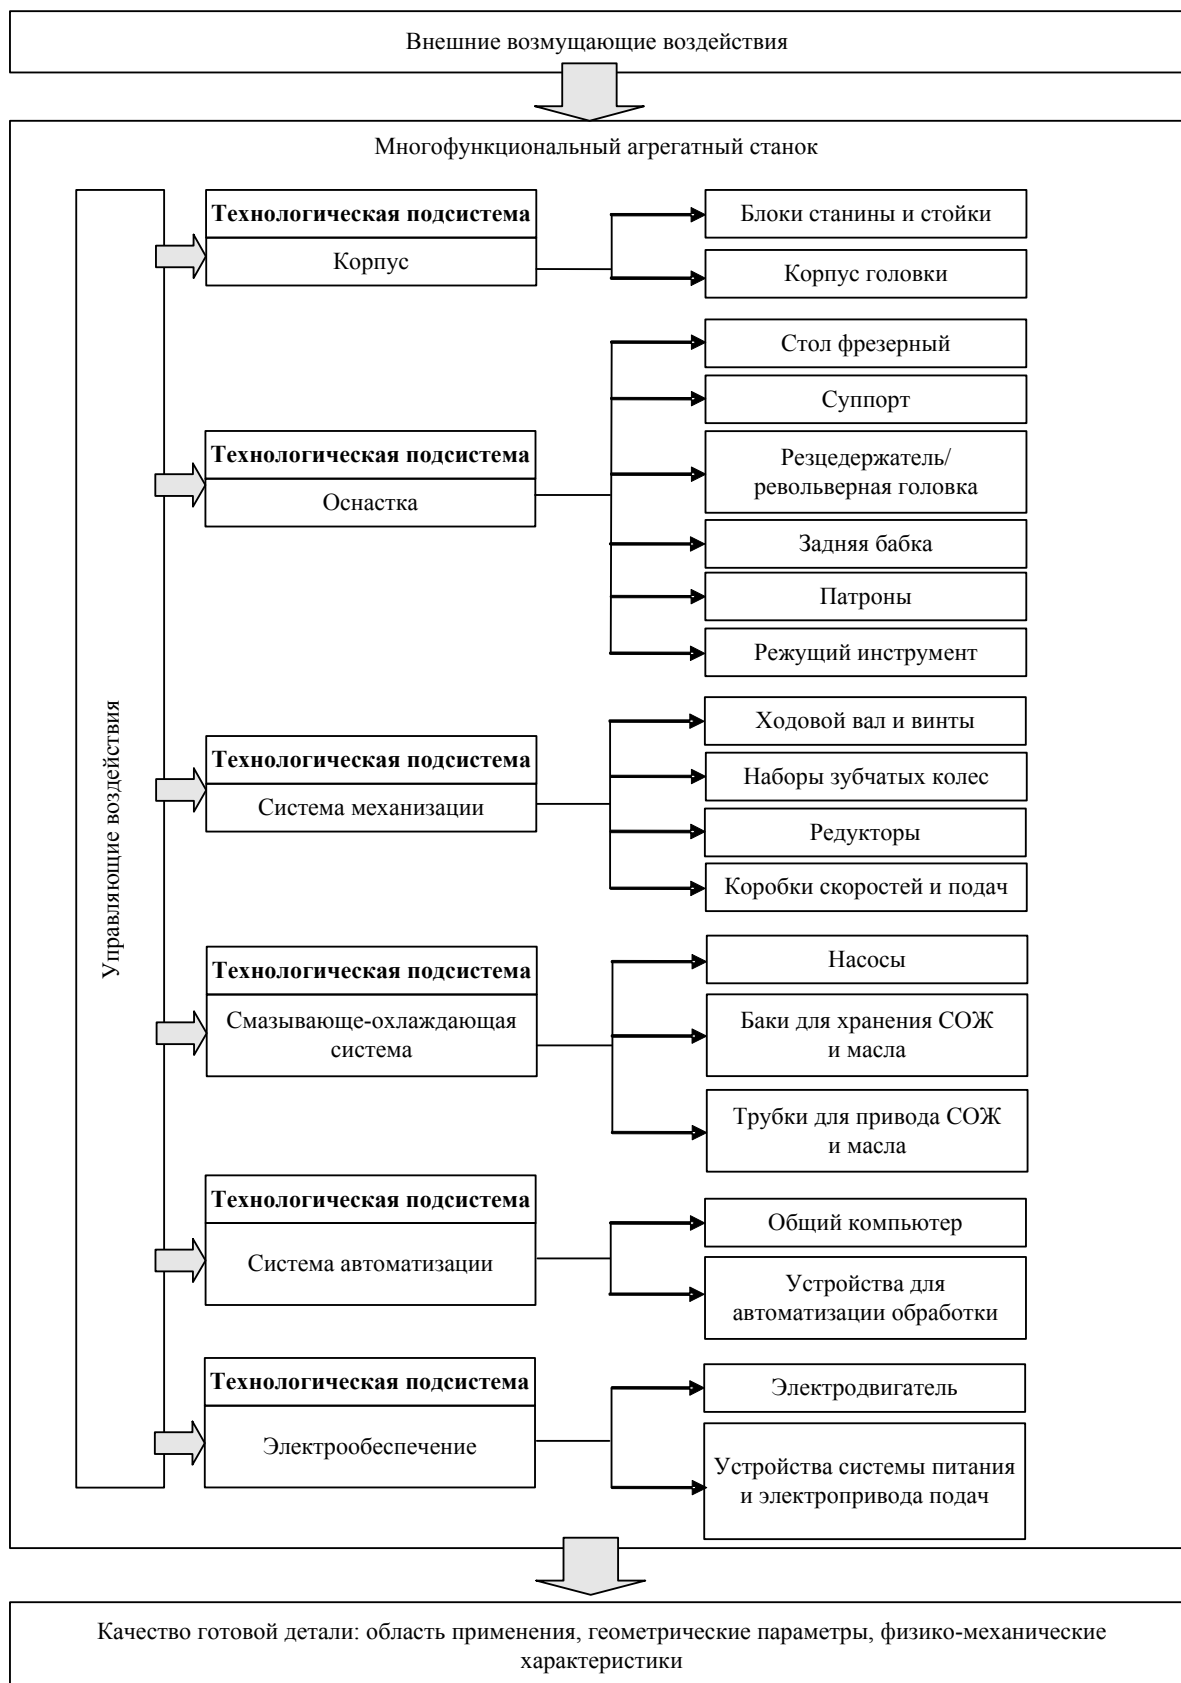 Внешние возмущающие воздействия
Многофункциональный агрегатный станок
Управляющие воздействия
Технологическая подсистема
Корпус
Блоки станины и стойки
Корпус головки
Технологическая подсистема
Оснастка
Стол фрезерный
Суппорт
Резцедержатель/
револьверная головка
Задняя бабка
Патроны
Режущий инструмент
Технологическая подсистема
Система механизации
Ходовой вал и винты
Наборы зубчатых колес
Редукторы
Коробки скоростей и подач
Технологическая подсистема
Смазывающе-охлаждающая
система
Насосы
Баки для хранения СОЖ
и масла
Трубки для привода СОЖ
и масла
Технологическая подсистема
Система автоматизации
Общий компьютер
Устройства для
автоматизации обработки
Технологическая подсистема
Электрообеспечение
Электродвигатель
Устройства системы питания
и электропривода подач
Качество готовой детали: область применения, геометрические параметры, физико-механические
характеристики